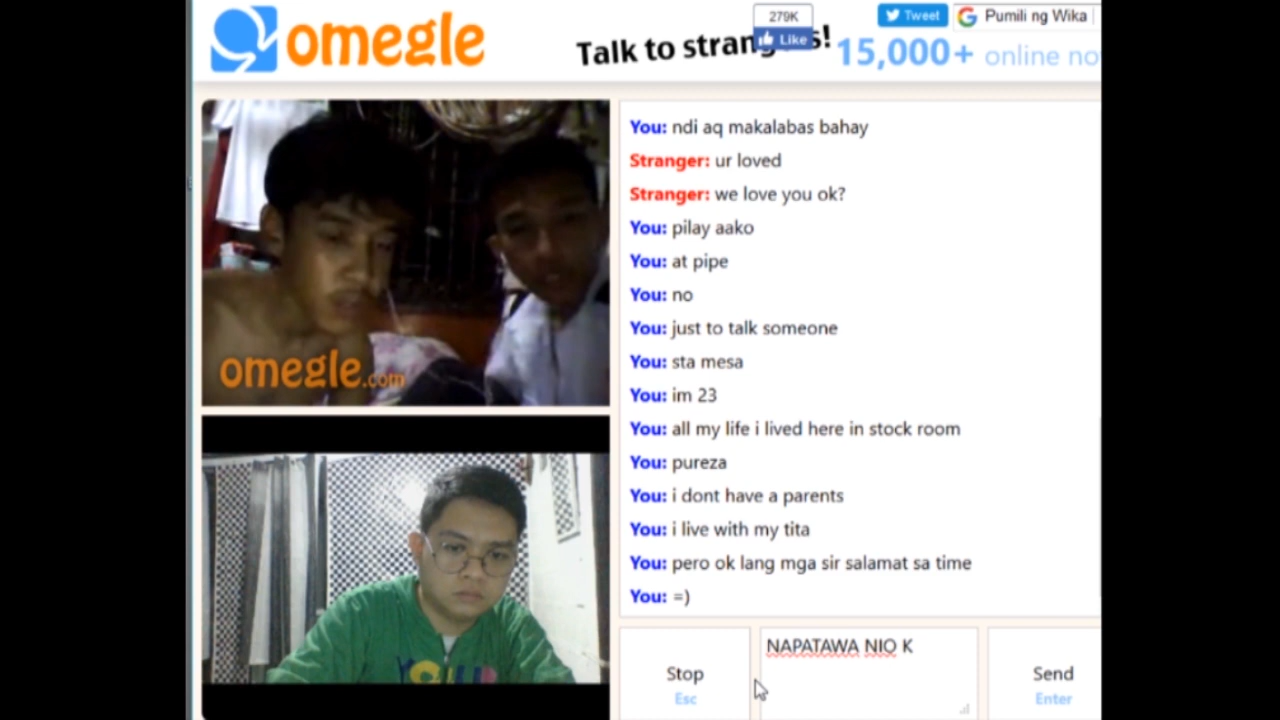 omegle
Talk to strangers!
279K
Like
Tweet
G Pumili ng Wika
15,000+ online no
You: ndi aq makalabas bahay
Stranger: ur loved
Stranger: we love you ok?
You: pilay aako
You: at pipe
You: no
You: just to talk someone
You: sta mesa
You: im 23
You: all my life i lived here in stock room
You: pureza
You: i dont have a parents
You: i live with my tita
You: pero ok lang mga sir salamat sa time
You: =)
omegle.com
Stop
Esc
NAPATAWA NIO K
Send
Enter